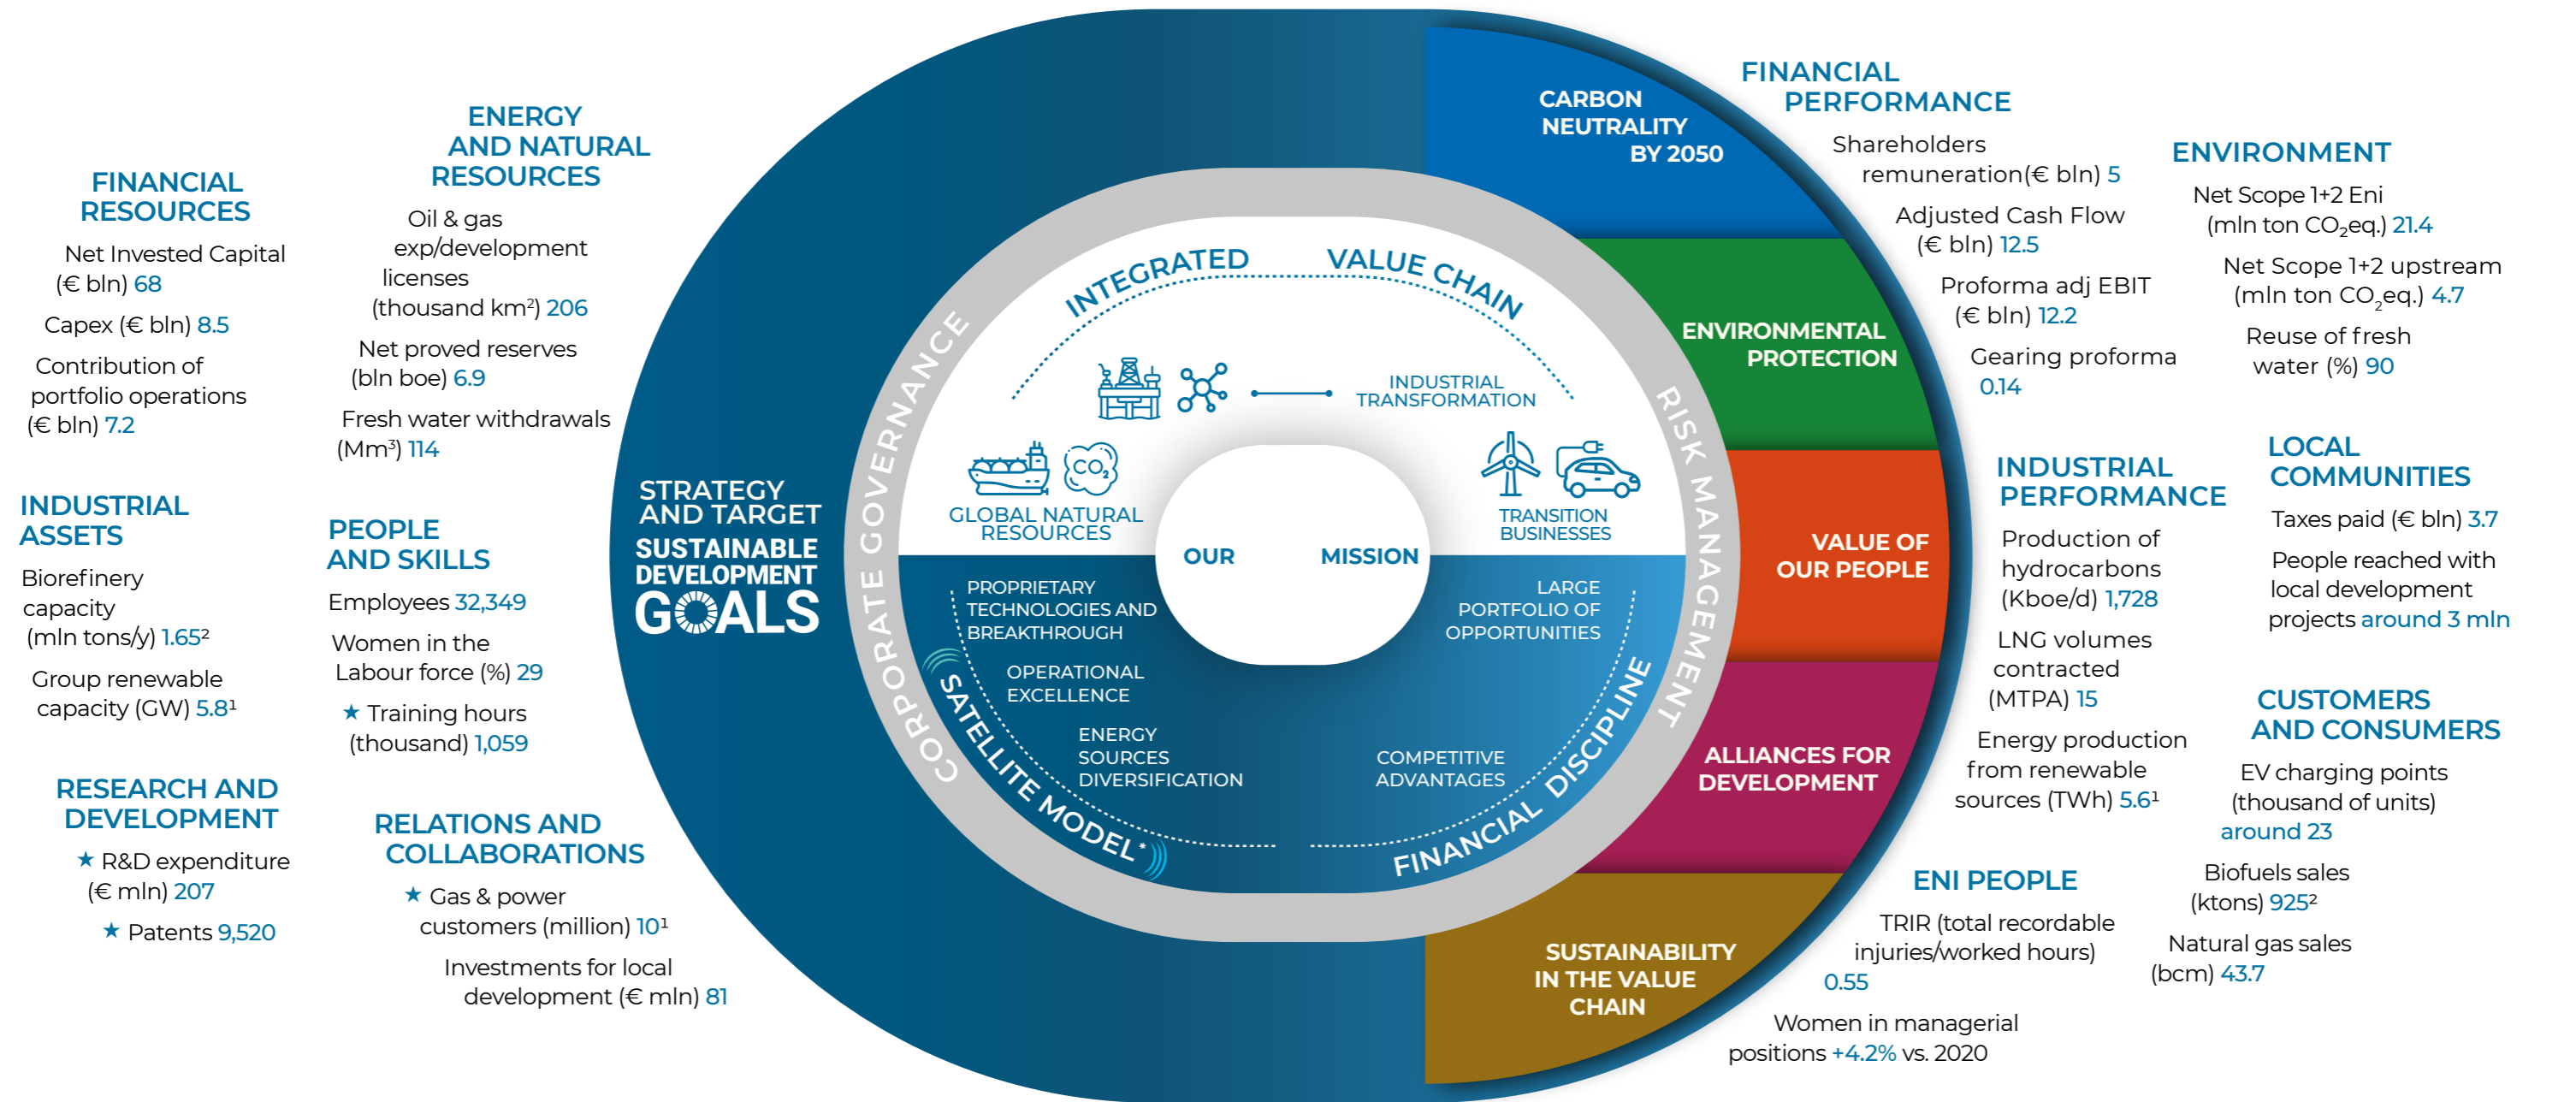 FINANCIAL
RESOURCES
Net Invested Capital
(€ bln) 68
Capex (€ bln) 8.5
Contribution of
portfolio operations
(€ bln) 7.2
INDUSTRIAL
ASSETS
Biorefinery
capacity
(mln tons/y) 1.65²
Group renewable
capacity (GW) 5.8¹
RESEARCH AND
DEVELOPMENT
★ R&D expenditure
(€ mln) 207
★ Patents 9,520
ENERGY
AND NATURAL
RESOURCES
Oil & gas
exp/development
licenses
(thousand km²) 206
Net proved reserves
(bln boe) 6.9
Fresh water withdrawals
(Mm³) 114
PEOPLE
AND SKILLS
Employees 32,349
Women in the
Labour force (%) 29
★ Training hours
(thousand) 1,059
RELATIONS AND
COLLABORATIONS
★ Gas & power
customers (million) 10¹
Investments for local
development (€ mln) 81
STRATEGY
AND TARGET
SUSTAINABLE
DEVELOPMENT
GOALS
CORPORATE GOVERNANCE
RISK MANAGEMENT
INTEGRATED VALUE CHAIN
INDUSTRIAL
TRANSFORMATION
CO₂
GLOBAL NATURAL
RESOURCES
TRANSITION
BUSINESSES
OUR MISSION
PROPRIETARY
TECHNOLOGIES AND
BREAKTHROUGH
OPERATIONAL
EXCELLENCE
ENERGY
SOURCES
DIVERSIFICATION
LARGE
PORTFOLIO OF
OPPORTUNITIES
COMPETITIVE
ADVANTAGES
SATELLITE MODEL*
FINANCIAL DISCIPLINE
CARBON
NEUTRALITY
BY 2050
ENVIRONMENTAL
PROTECTION
VALUE OF
OUR PEOPLE
ALLIANCES FOR
DEVELOPMENT
SUSTAINABILITY
IN THE VALUE
CHAIN
FINANCIAL
PERFORMANCE
Shareholders
remuneration(€ bln) 5
Adjusted Cash Flow
(€ bln) 12.5
Proforma adj EBIT
(€ bln) 12.2
Gearing proforma
0.14
INDUSTRIAL
PERFORMANCE
Production of
hydrocarbons
(Kboe/d) 1,728
LNG volumes
contracted
(MTPA) 15
Energy production
from renewable
sources (TWh) 5.6¹
ENI PEOPLE
TRIR (total recordable
injuries/worked hours)
0.55
Women in managerial
positions +4.2% vs. 2020
ENVIRONMENT
Net Scope 1+2 Eni
(mln ton CO₂eq.) 21.4
Net Scope 1+2 upstream
(mln ton CO₂eq.) 4.7
Reuse of fresh
water (%) 90
LOCAL
COMMUNITIES
Taxes paid (€ bln) 3.7
People reached with
local development
projects around 3 mln
CUSTOMERS
AND CONSUMERS
EV charging points
(thousand of units)
around 23
Biofuels sales
(ktons) 925²
Natural gas sales
(bcm) 43.7